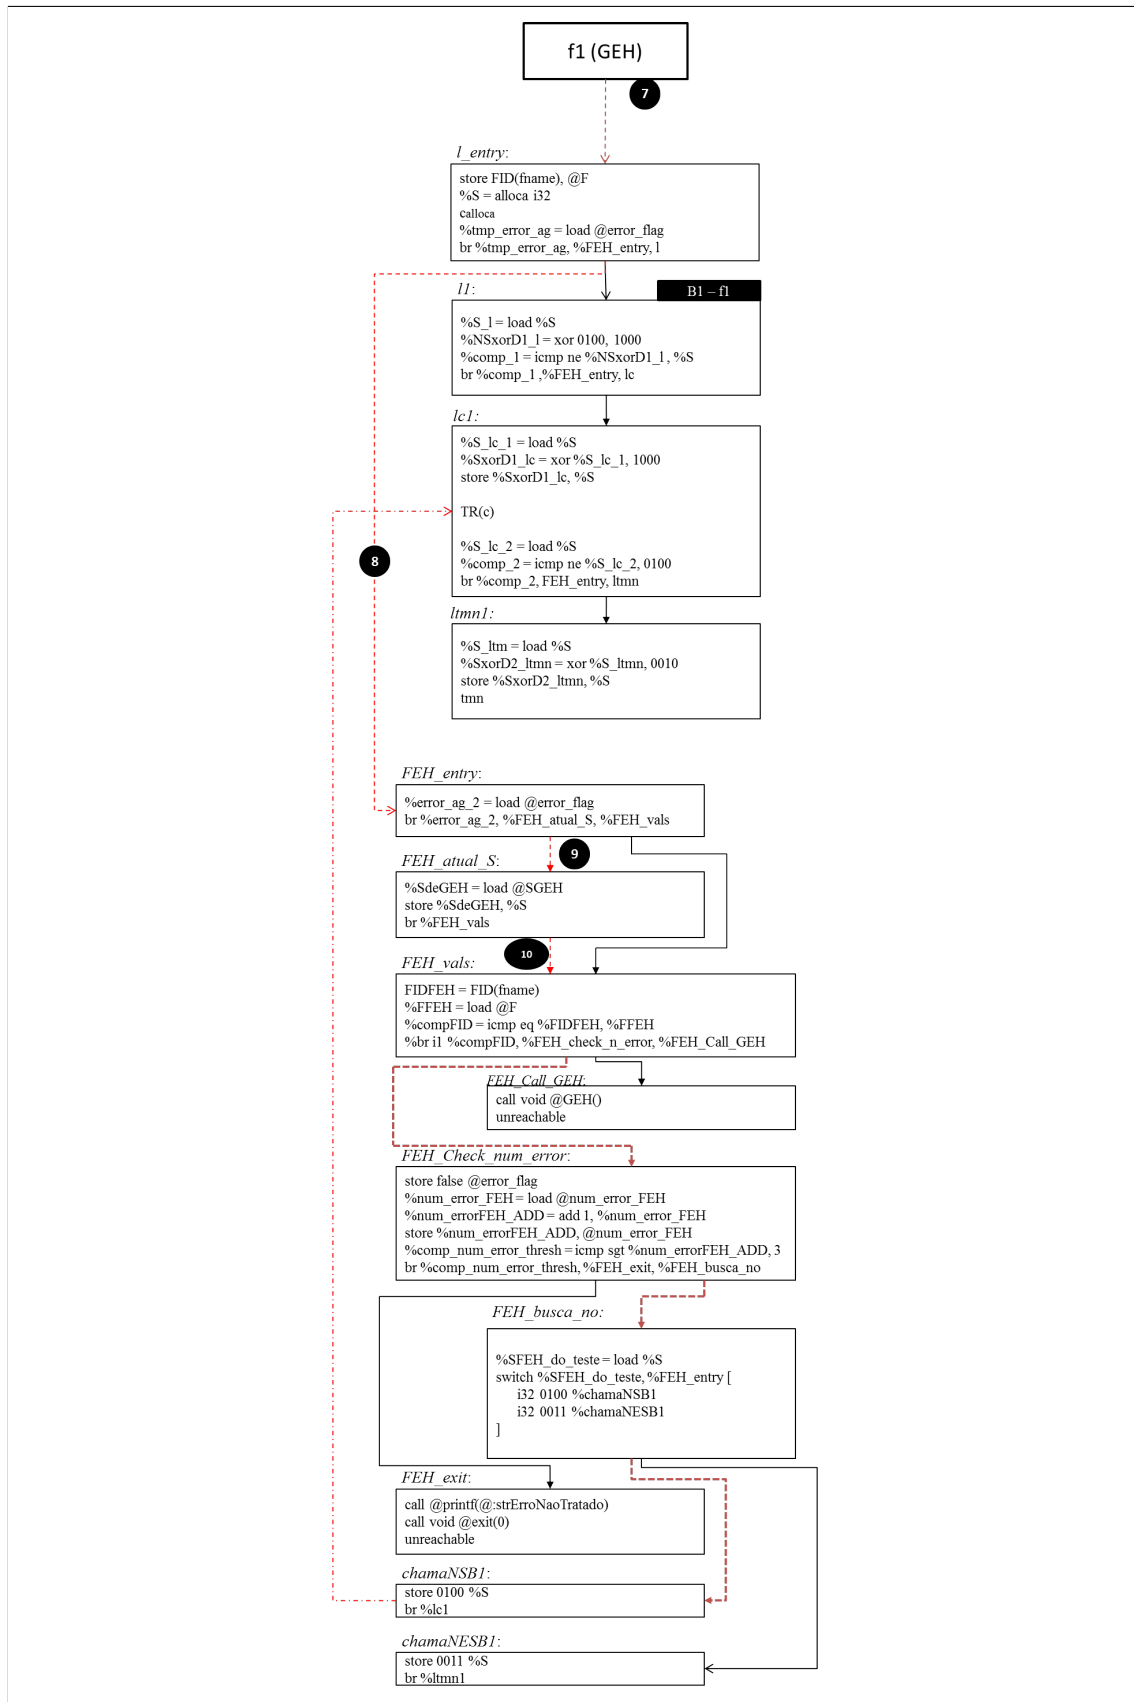 f1 (GEH)
7
l_entry:
store FID(fname), @F
%S = alloca i32
calloca
%tmp_error_ag = load @error_flag
br %tmp_error_ag, %FEH_entry, l
l1:
B1 – f1
%S_l = load %S
%NSxorD1_l = xor 0100, 1000
%comp_1 = icmp ne %NSxorD1_l , %S
br %comp_1 ,%FEH_entry, lc
lc1:
%S_lc_1 = load %S
%SxorD1_lc = xor %S_lc_1, 1000
store %SxorD1_lc, %S
TR(c)
%S_lc_2 = load %S
%comp_2 = icmp ne %S_lc_2, 0100
br %comp_2, FEH_entry, ltmn
8
ltmn1:
%S_ltm = load %S
%SxorD2_ltmn = xor %S_ltmn, 0010
store %SxorD2_ltmn, %S
tmn
FEH_entry:
%error_ag_2 = load @error_flag
br %error_ag_2, %FEH_atual_S, %FEH_vals
9
FEH_atual_S:
%SdeGEH = load @SGEH
store %SdeGEH, %S
br %FEH_vals
10
FEH_vals:
FIDFEH = FID(fname)
%FFEH = load @F
%compFID = icmp eq %FIDFEH, %FFEH
%br i1 %compFID, %FEH_check_n_error, %FEH_Call_GEH
FEH_Call_GEH:
call void @GEH()
unreachable
FEH_Check_num_error:
store false @error_flag
%num_error_FEH = load @num_error_FEH
%num_errorFEH_ADD = add 1, %num_error_FEH
store %num_errorFEH_ADD, @num_error_FEH
%comp_num_error_thresh = icmp sgt %num_errorFEH_ADD, 3
br %comp_num_error_thresh, %FEH_exit, %FEH_busca_no
FEH_busca_no:
%SFEH_do_teste = load %S
switch %SFEH_do_teste, %FEH_entry [
i32 0100 %chamaNSB1
i32 0011 %chamaNESB1
]
FEH_exit:
call @printf(@:strErroNaoTratado)
call void @exit(0)
unreachable
chamaNSB1:
store 0100 %S
br %lc1
chamaNESB1:
store 0011 %S
br %ltmn1